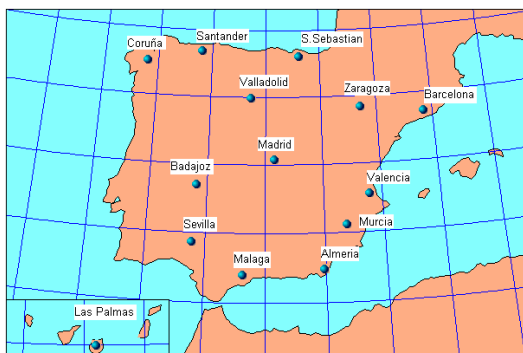 Santander
Coruña
S.Sebastian
Valladolid
Zaragoza
Barcelona
Madrid
Badajoz
Valencia
Sevilla
Murcia
Malaga
Almeria
Las Palmas